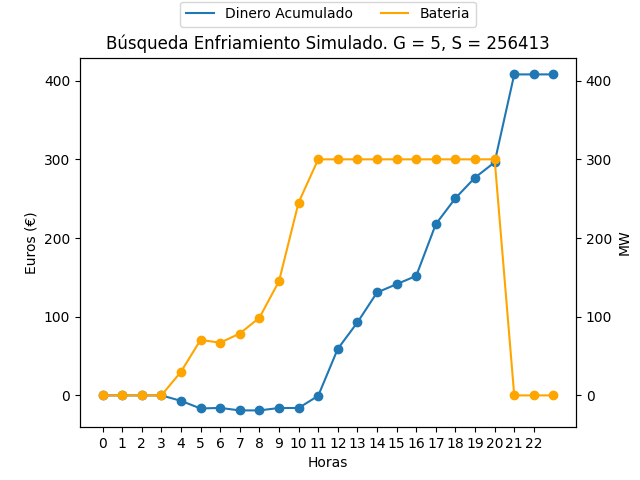 Dinero Acumulado Bateria
Búsqueda Enfriamiento Simulado. G = 5, S = 256413
400 400
300 300
200 200
100 100
0 0
Euros (€)
MW
0 1 2 3 4 5 6 7 8 9 10 11 12 13 14 15 16 17 18 19 20 21 22
Horas